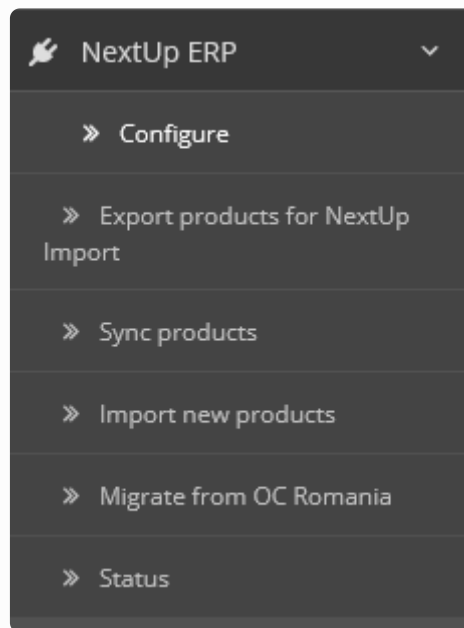 NextUp ERP
Configure
Export products for NextUp
Import
Sync products
Import new products
Migrate from OC Romania
Status